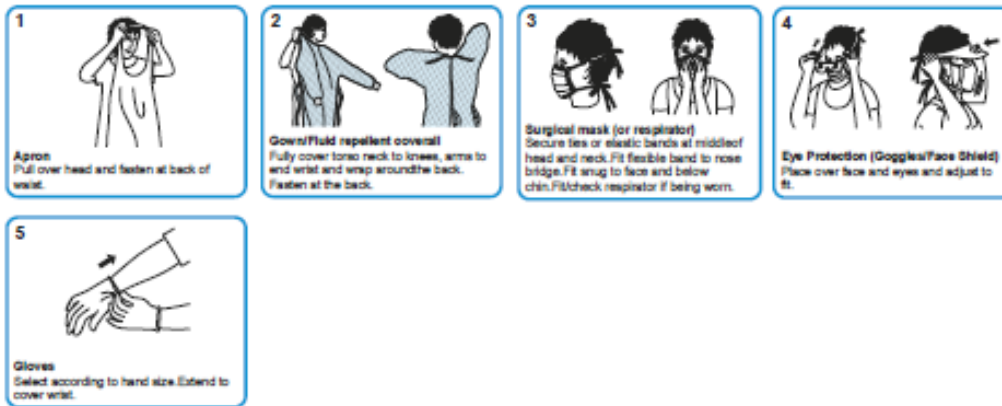 1
Apron
Pull over head and fasten at back of
waist.
2
Gown/Fluid repellent coverall
Fully cover torso neck to knees, arms to
end wrist and wrap aroundthe back.
Fasten at the back.
3
Surgical mask (or respirator)
Secure ties or elastic bands at middleof
head and neck.Fit flexible band to nose
bridge.Fit snug to face and below
chin.Fit/check respirator if being worn.
4
Eye Protection (Goggles/Face Shield)
Place over face and eyes and adjust to
fit.
5
Gloves
Select according to hand size.Extend to
cover wrist.